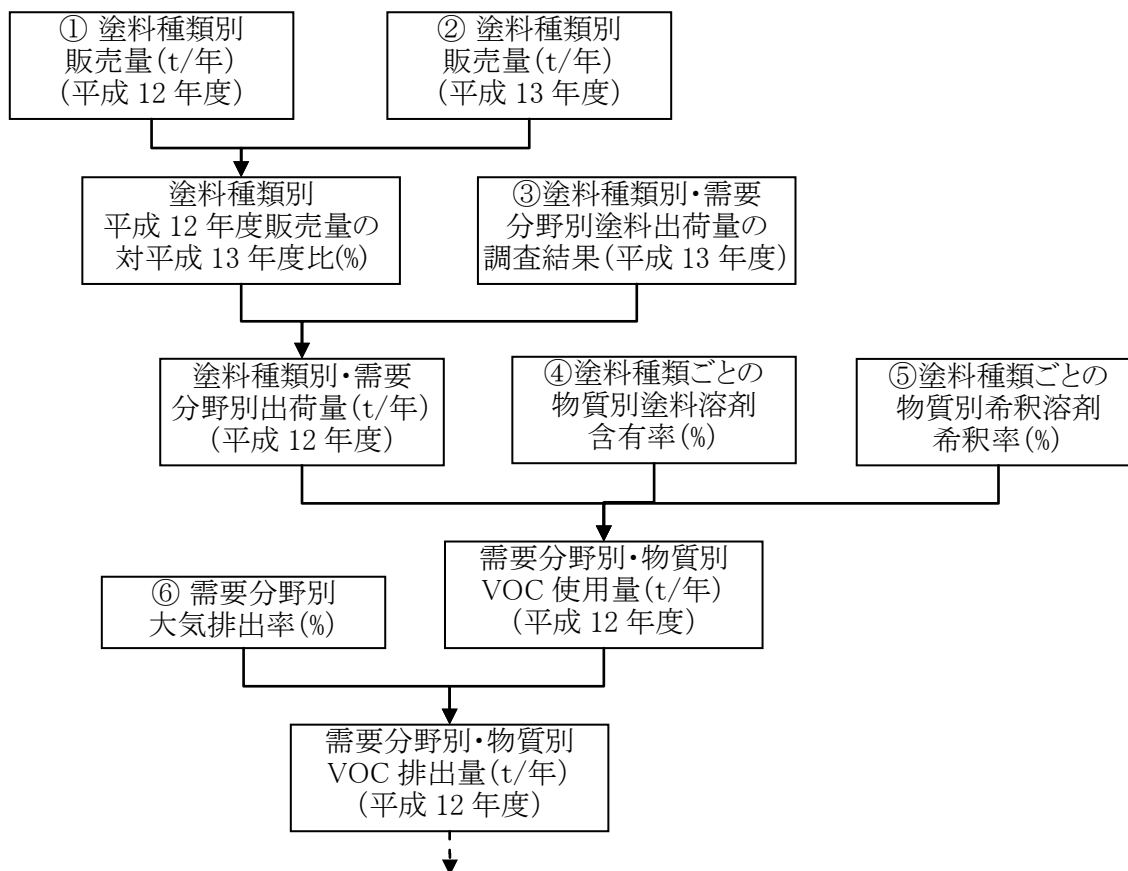 ① 塗料種類別
販売量(t/年)
(平成 12 年度)
② 塗料種類別
販売量(t/年)
(平成 13 年度)
塗料種類別
平成 12 年度販売量の
対平成 13 年度比(%)
③塗料種類別・需要
分野別塗料出荷量の
調査結果(平成 13 年度)
塗料種類別・需要
分野別出荷量(t/年)
(平成 12 年度)
④塗料種類ごとの
物質別塗料溶剤
含有率(%)
⑤塗料種類ごとの
物質別希釈溶剤
希釈率(%)
⑥ 需要分野別
大気排出率(%)
需要分野別・物質別
VOC 使用量(t/年)
(平成 12 年度)
需要分野別・物質別
VOC 排出量(t/年)
(平成 12 年度)